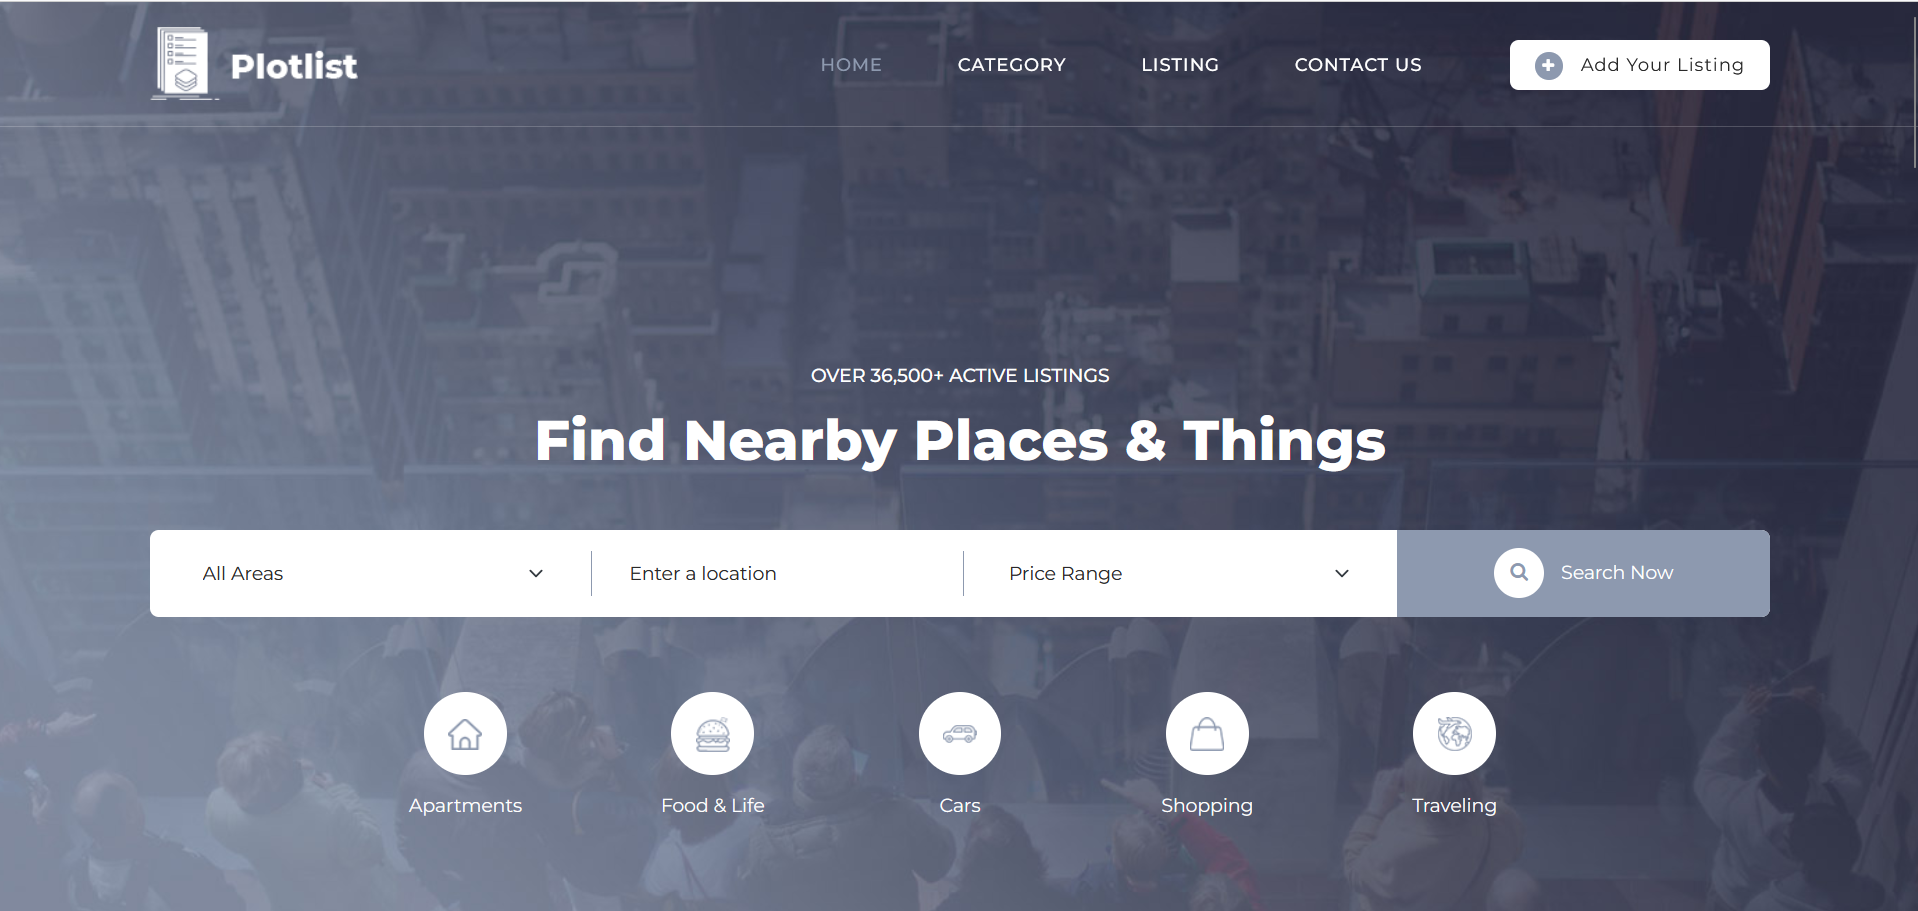 Plotlist
HOME
CATEGORY
LISTING
CONTACT US
Add Your Listing
OVER 36,500+ ACTIVE LISTINGS
Find Nearby Places & Things
All Areas
Enter a location
Price Range
Search Now
Apartments
Food & Life
Cars
Shopping
Traveling